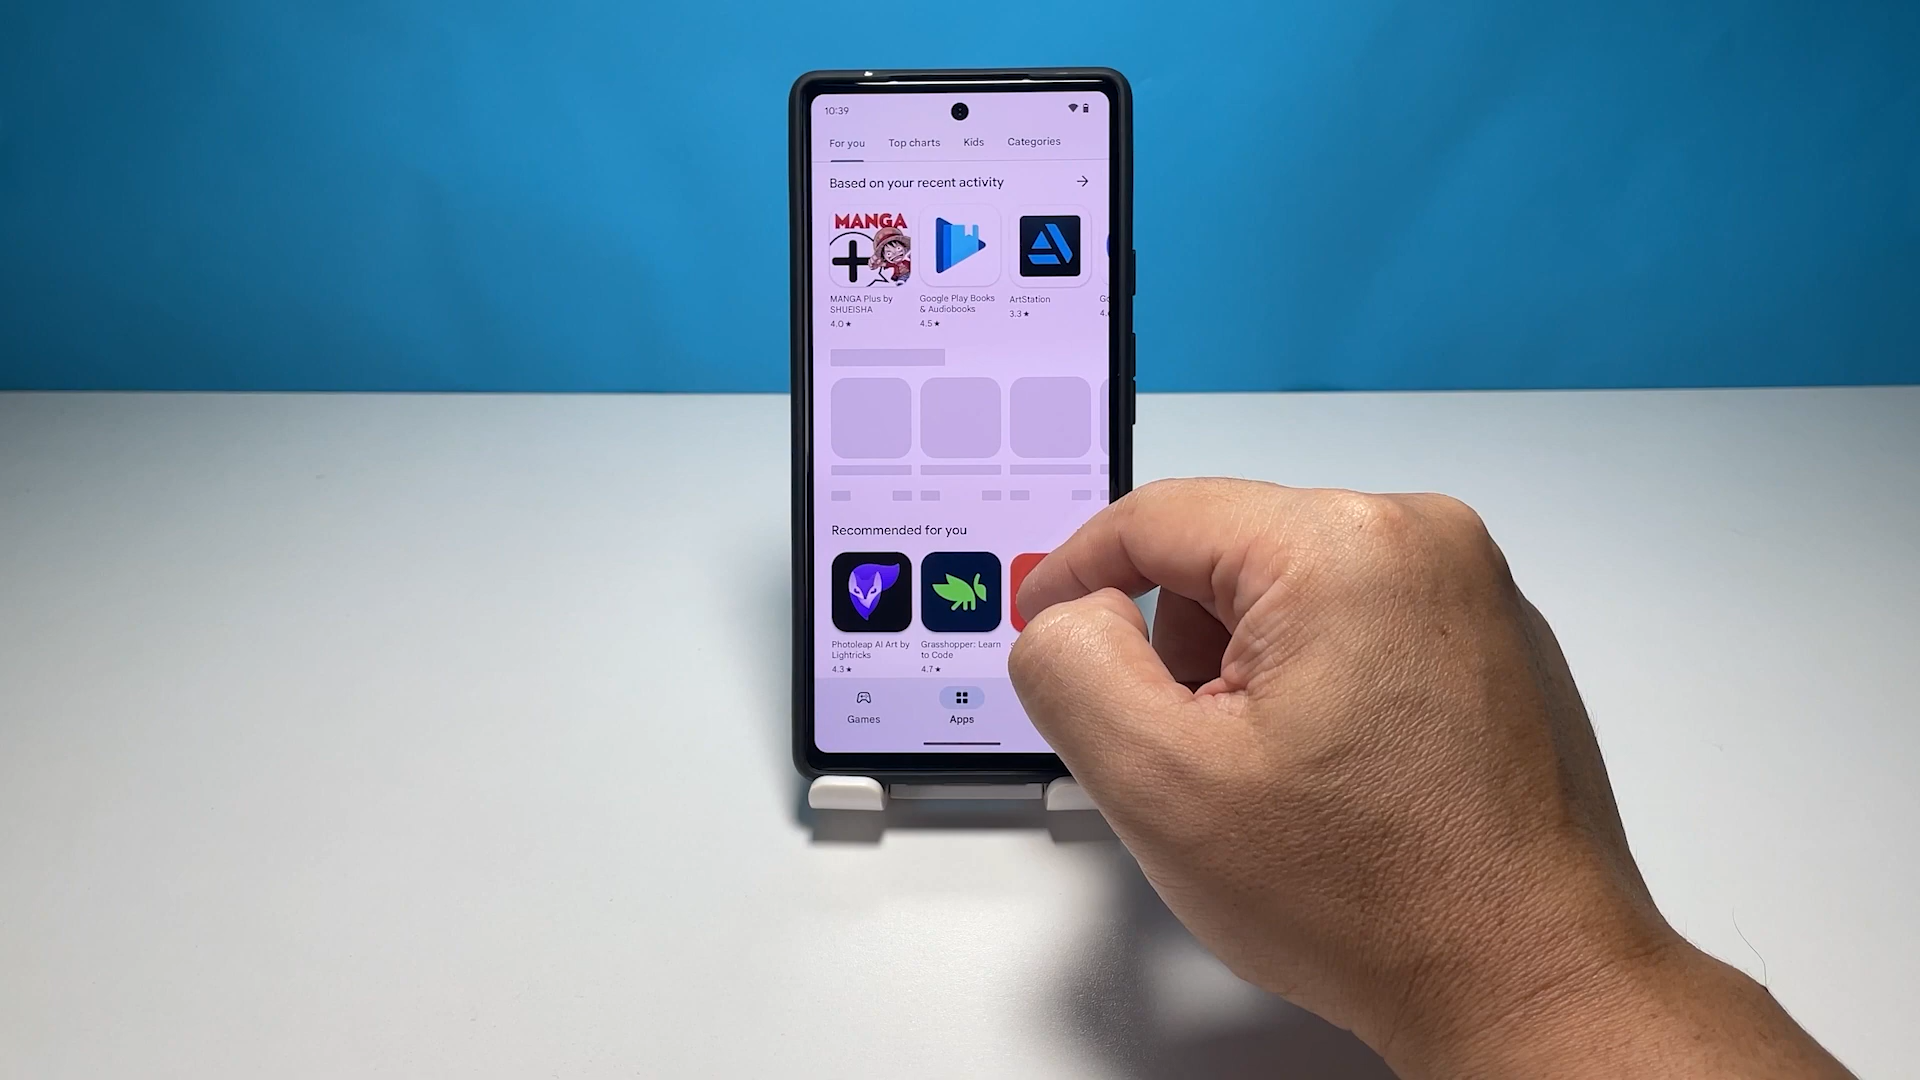 10:39
For you Top charts Kids Categories
Based on your recent activity
MANGA
MANGA Plus by
SHUEISHA
4.0★
Google Play Books
& Audiobooks
4.5★
ArtStation
3.3★
4.
Recommended for you
Photoleap AI Art by
Lightricks
4.3★
Grasshopper: Learn
to Code
4.7★
Games
Apps